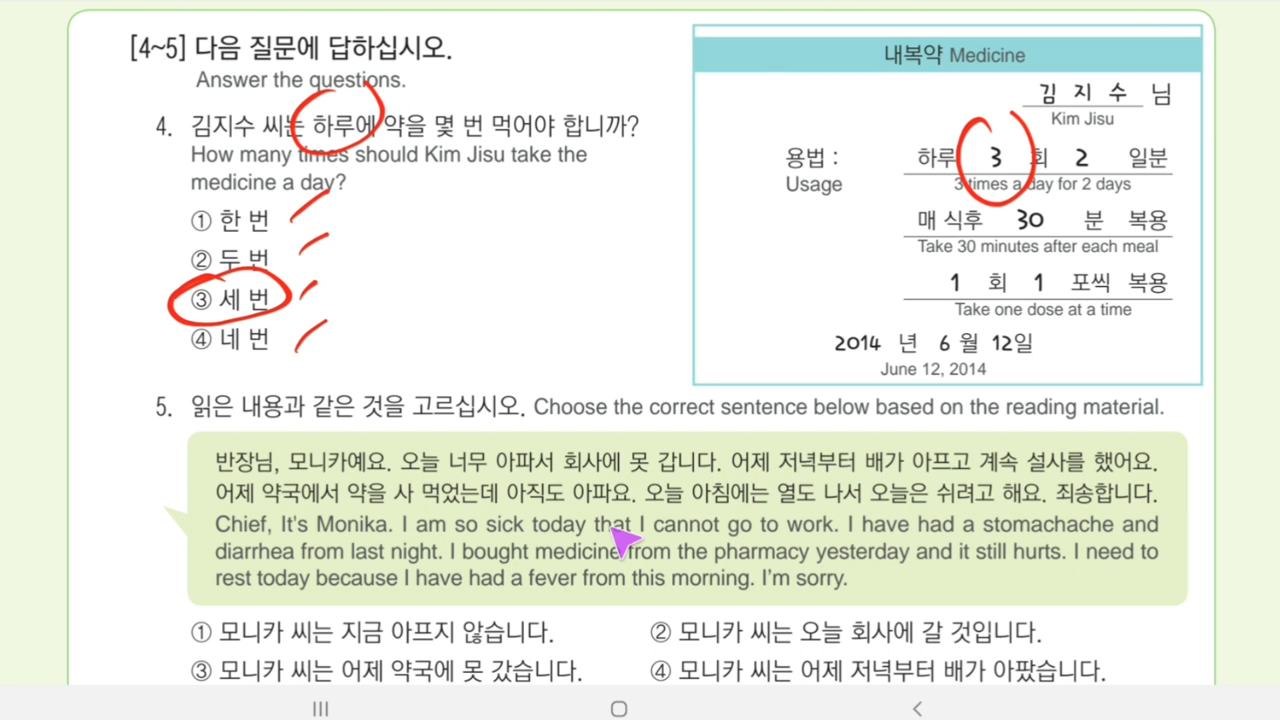 [4~5] 다음 질문에 답하십시오.
Answer the questions.
4. 김지수 씨는 하루에 약을 몇 번 먹어야 합니까?
How many times should Kim Jisu take the
medicine a day?
① 한 번
② 두 번
③ 세 번
④ 네 번
내복약 Medicine
김 지 수 님
Kim Jisu
용법 : 하루 3 회 2 일분
Usage 3 times a day for 2 days
매 식후 30 분 복용
Take 30 minutes after each meal
1 회 1 포씩 복용
Take one dose at a time
2014 년 6 월 12일
June 12, 2014
5. 읽은 내용과 같은 것을 고르십시오. Choose the correct sentence below based on the reading material.
반장님, 모니카예요. 오늘 너무 아파서 회사에 못 갑니다. 어제 저녁부터 배가 아프고 계속 설사를 했어요.
어제 약국에서 약을 사 먹었는데 아직도 아파요. 오늘 아침에는 열도 나서 오늘은 쉬려고 해요. 죄송합니다.
Chief, It's Monika. I am so sick today that I cannot go to work. I have had a stomachache and
diarrhea from last night. I bought medicine from the pharmacy yesterday and it still hurts. I need to
rest today because I have had a fever from this morning. I'm sorry.
① 모니카 씨는 지금 아프지 않습니다. ② 모니카 씨는 오늘 회사에 갈 것입니다.
③ 모니카 씨는 어제 약국에 못 갔습니다. ④ 모니카 씨는 어제 저녁부터 배가 아팠습니다.